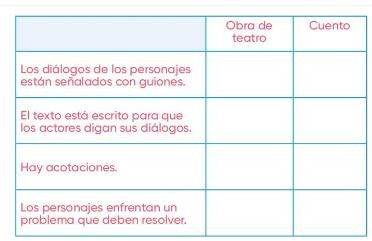 Obra de
teatro
Cuento
Los diálogos de los personajes
están señalados con guiones.
El texto está escrito para que
los actores digan sus diálogos.
Hay acotaciones.
Los personajes enfrentan un
problema que deben resolver.